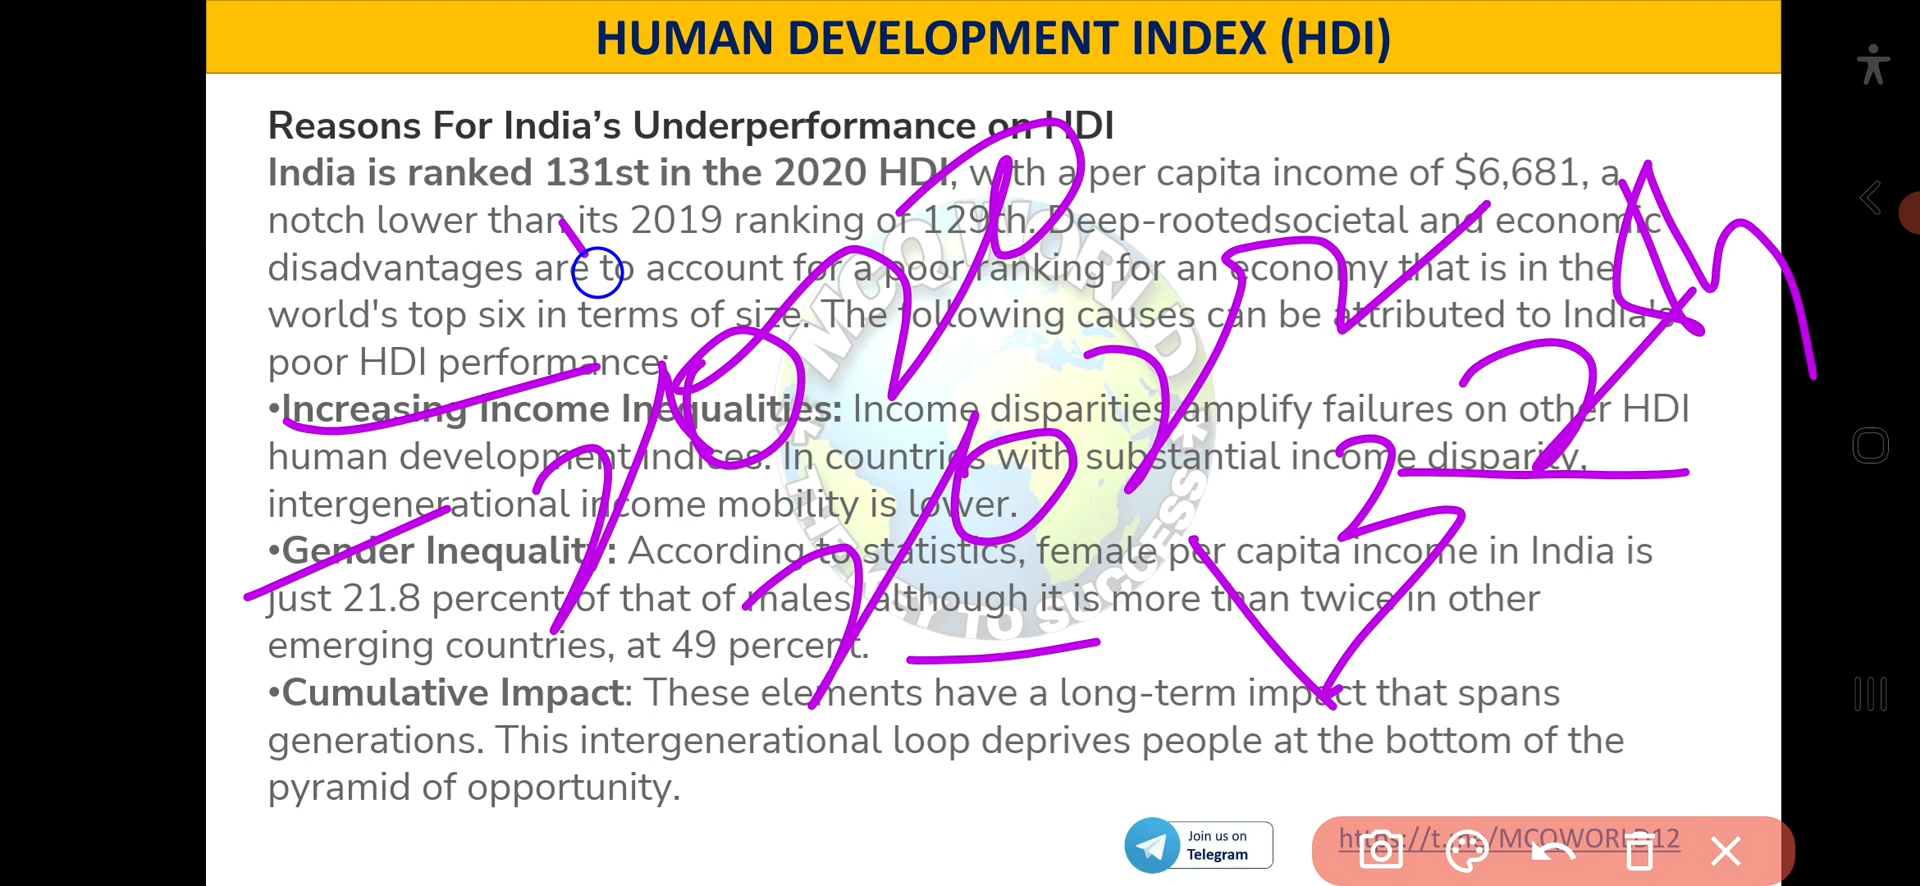 HUMAN DEVELOPMENT INDEX (HDI)
Reasons For India's Underperformance on HDI
India is ranked 131st in the 2020 HDI, with a per capita income of $6,681, a
notch lower than its 2019 ranking of 129th. Deep-rootedsocietal and economic
disadvantages are to account for a poor ranking for an economy that is in the
world's top six in terms of size. The following causes can be attributed to India's
poor HDI performance:
•Increasing Income Inequalities: Income disparities amplify failures on other HDI
human development indices. In countries with substantial income disparity,
intergenerational income mobility is lower.
•Gender Inequality: According to statistics, female per capita income in India is
just 21.8 percent of that of males, although it is more than twice in other
emerging countries, at 49 percent.
•Cumulative Impact: These elements have a long-term impact that spans
generations. This intergenerational loop deprives people at the bottom of the
pyramid of opportunity.
MCQWORLD
Join us on
Telegram
https://t.me/MCQWORLD12